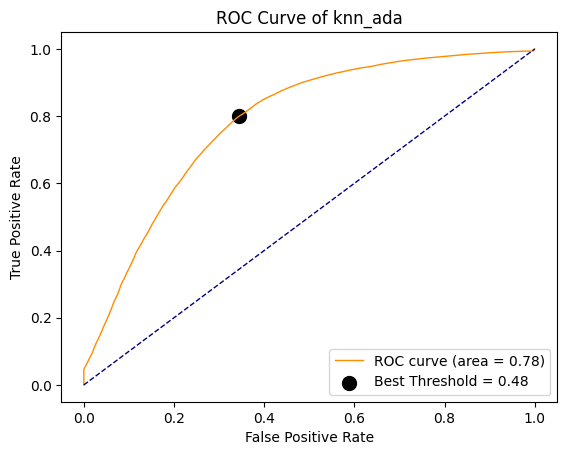 ROC Curve of knn_ada
1.0
0.8
0.6
0.4
0.2
0.0
True Positive Rate
ROC curve (area = 0.78)
Best Threshold = 0.48
0.0 0.2 0.4 0.6 0.8 1.0
False Positive Rate